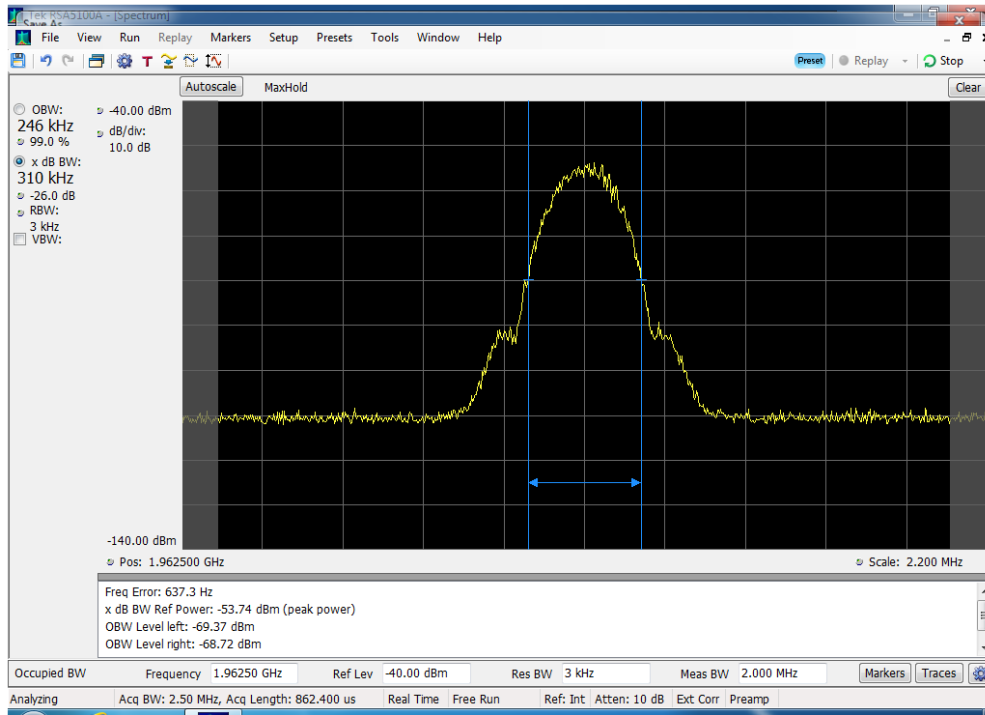 Tek RSA5100A - [Spectrum]
Save As
File View Run Replay Markers Setup Presets Tools Window Help
T Preset Replay Stop
Autoscale MaxHold Clear
OBW:
246 kHz
99.0 %
x dB BW:
310 kHz
-26.0 dB
RBW:
3 kHz
VBW:
-40.00 dBm
dB/div:
10.0 dB
-140.00 dBm
Pos: 1.962500 GHz Scale: 2.200 MHz
Freq Error: 637.3 Hz
x dB BW Ref Power: -53.74 dBm (peak power)
OBW Level left: -69.37 dBm
OBW Level right: -68.72 dBm
Occupied BW Frequency 1.96250 GHz Ref Lev -40.00 dBm Res BW 3 kHz Meas BW 2.000 MHz Markers Traces
Analyzing Acq BW: 2.50 MHz, Acq Length: 862.400 us Real Time Free Run Ref: Int Atten: 10 dB Ext Corr Preamp